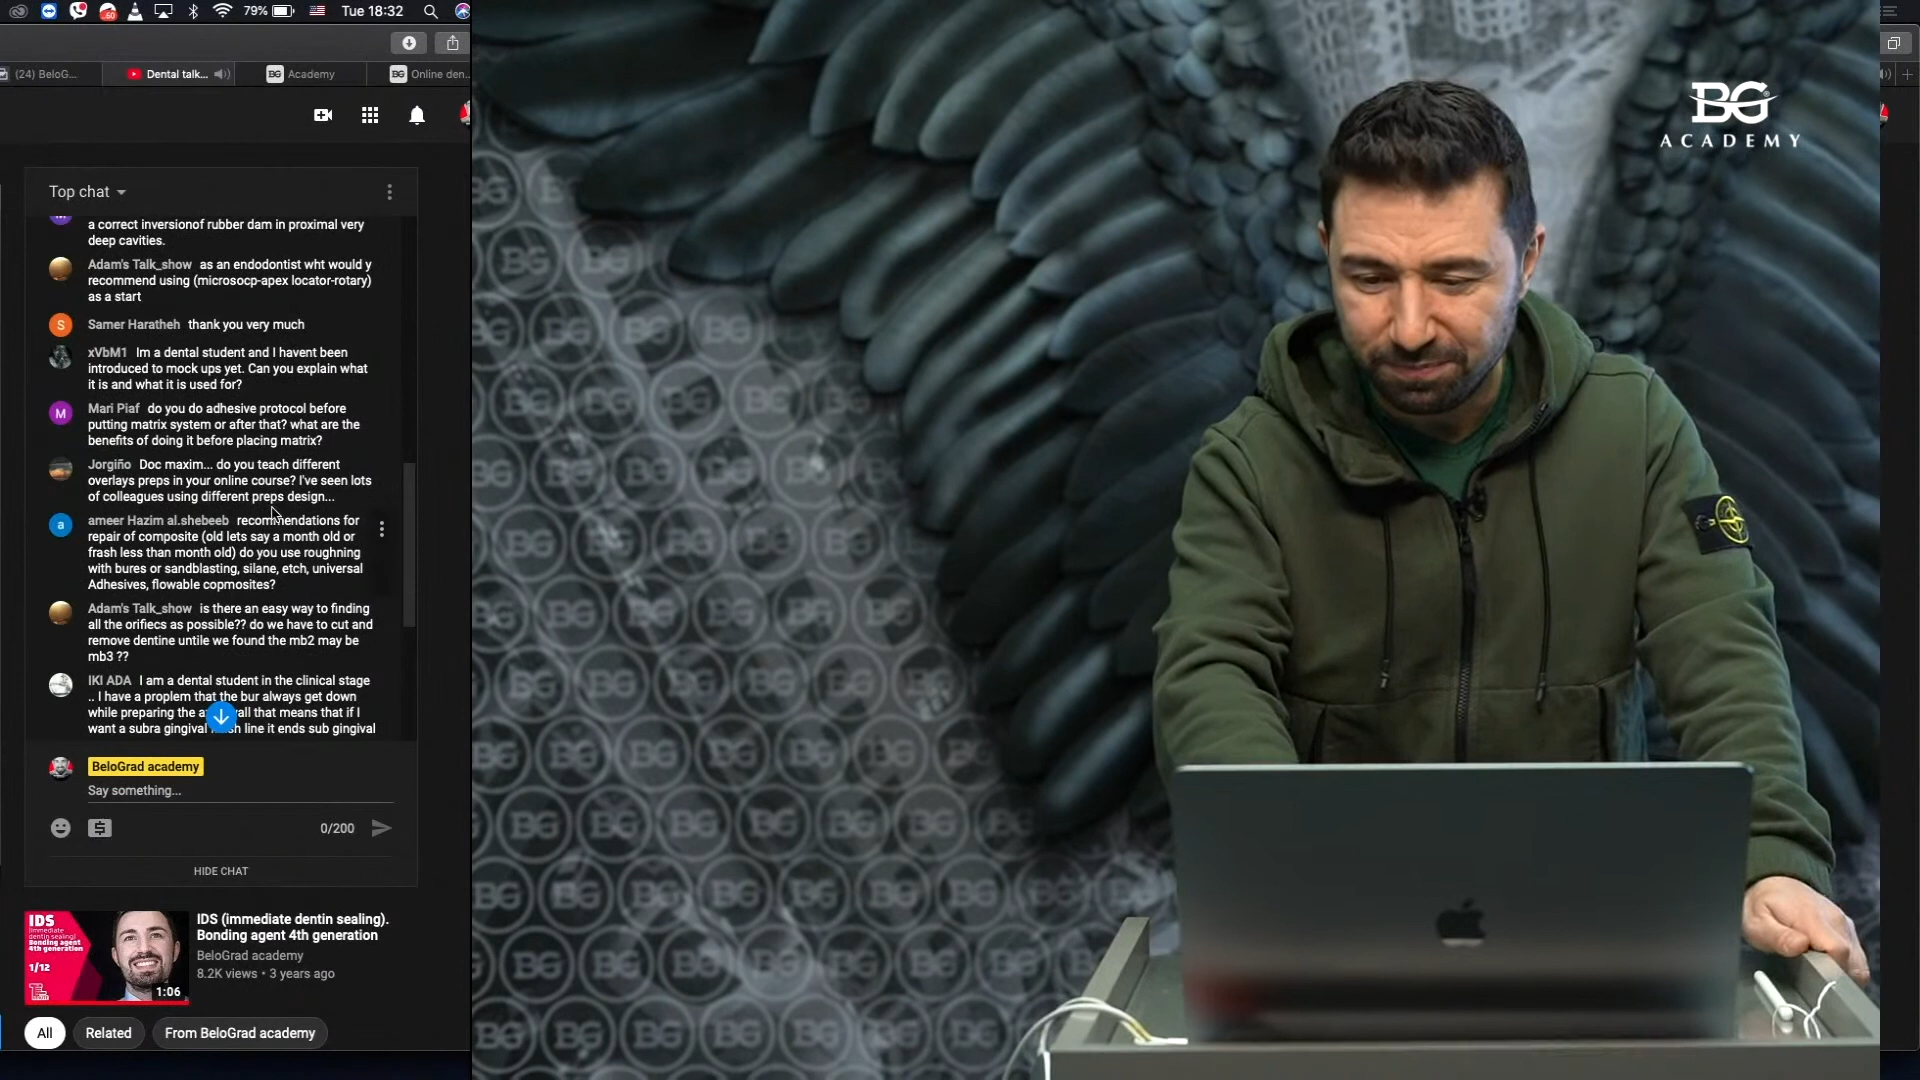 79%
Tue 18:32
(24) BeloG...
Dental talk...
BG Academy
BG Online den...
Top chat
a correct inversionof rubber dam in proximal very
deep cavities.
Adam's Talk_show as an endodontist wht would y
recommend using (microsocp-apex locator-rotary)
as a start
S Samer Haratheh thank you very much
xVbM1 Im a dental student and I havent been
introduced to mock ups yet. Can you explain what
it is and what it is used for?
M Mari Piaf do you do adhesive protocol before
putting matrix system or after that? what are the
benefits of doing it before placing matrix?
Jorgiño Doc maxim... do you teach different
overlays preps in your online course? I've seen lots
of colleagues using different preps design...
a ameer Hazim al.shebeeb recommendations for
repair of composite (old lets say a month old or
frash less than month old) do you use roughning
with bures or sandblasting, silane, etch, universal
Adhesives, flowable copmosites?
Adam's Talk_show is there an easy way to finding
all the orifiecs as possible?? do we have to cut and
remove dentine untile we found the mb2 may be
mb3 ??
IKI ADA I am a dental student in the clinical stage
.. I have a proplem that the bur always get down
while preparing the that means that if I
want a subra gingival line it ends sub gingival
BeloGrad academy
Say something...
0/200
HIDE CHAT
IDS
(immediate
dentin sealing)
Bonding agent
4th generation
1/12
1:06
IDS (immediate dentin sealing).
Bonding agent 4th generation
BeloGrad academy
8.2K views • 3 years ago
All
Related
From BeloGrad academy
BG
ACADEMY